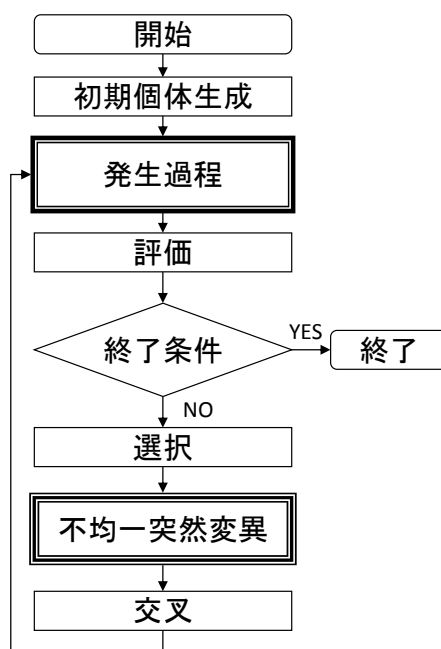 開始
初期個体生成
発生過程
評価
終了条件
YES
終了
NO
選択
不均一突然変異
交叉